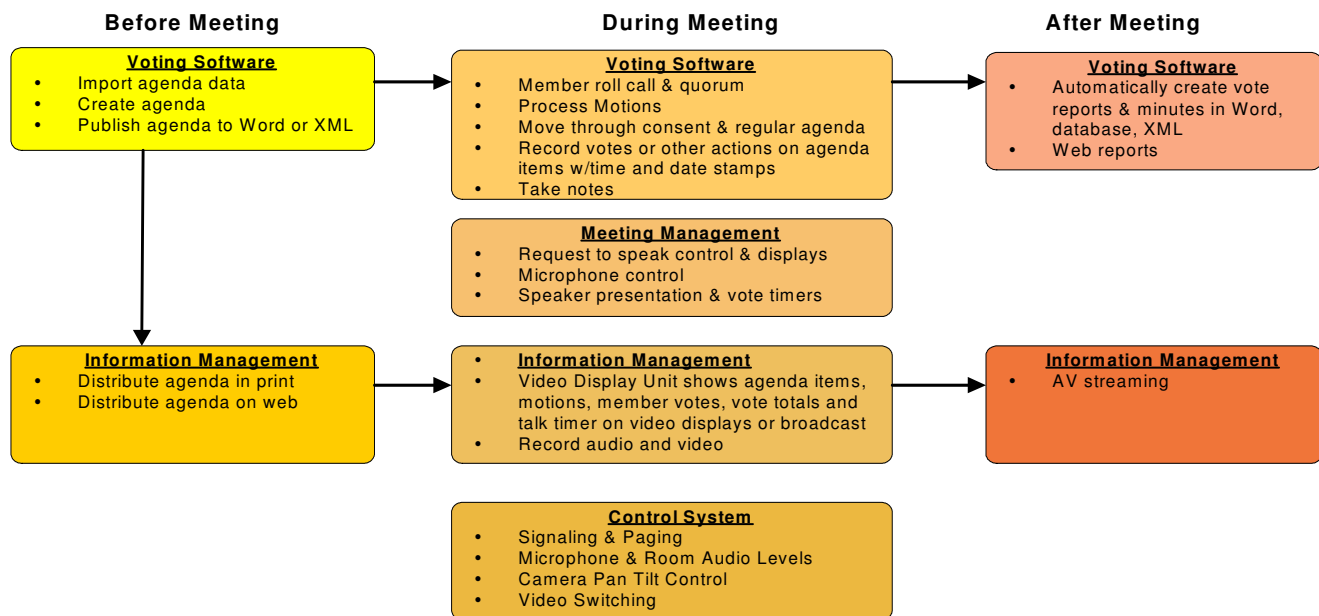 Before Meeting
During Meeting
After Meeting
Voting Software
• Import agenda data
• Create agenda
• Publish agenda to Word or XML
Voting Software
• Member roll call & quorum
• Process Motions
• Move through consent & regular agenda
• Record votes or other actions on agenda
items w/time and date stamps
• Take notes
Voting Software
• Automatically create vote
reports & minutes in Word,
database, XML
• Web reports
Meeting Management
• Request to speak control & displays
• Microphone control
• Speaker presentation & vote timers
Information Management
• Distribute agenda in print
• Distribute agenda on web
• Information Management
• Video Display Unit shows agenda items,
motions, member votes, vote totals and
talk timer on video displays or broadcast
• Record audio and video
Information Management
• AV streaming
Control System
• Signaling & Paging
• Microphone & Room Audio Levels
• Camera Pan Tilt Control
• Video Switching